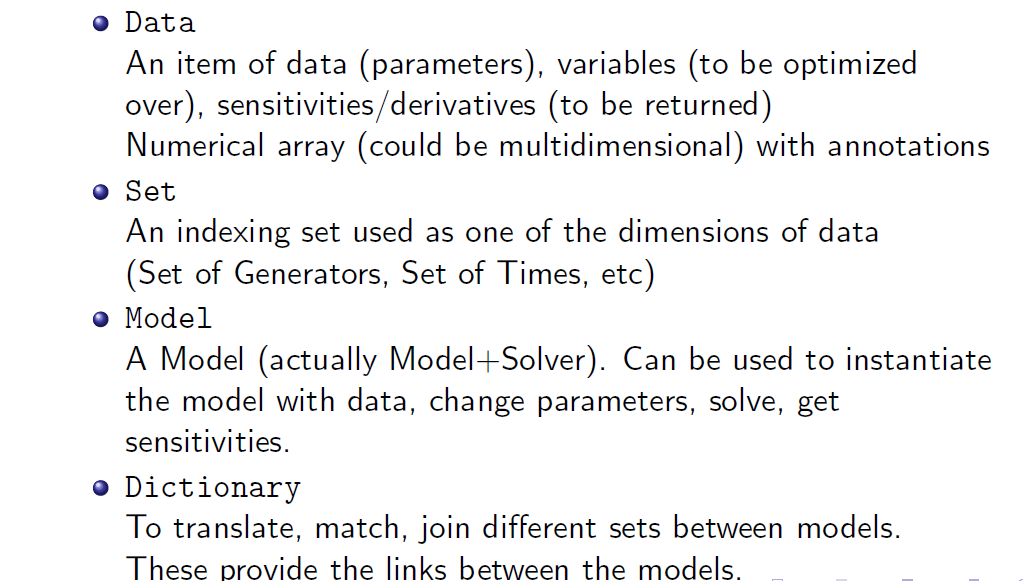 Data
An item of data (parameters), variables (to be optimized
over), sensitivities/derivatives (to be returned)
Numerical array (could be multidimensional) with annotations
Set
An indexing set used as one of the dimensions of data
(Set of Generators, Set of Times, etc)
Model
A Model (actually Model+Solver). Can be used to instantiate
the model with data, change parameters, solve, get
sensitivities.
Dictionary
To translate, match, join different sets between models.
These provide the links between the models.